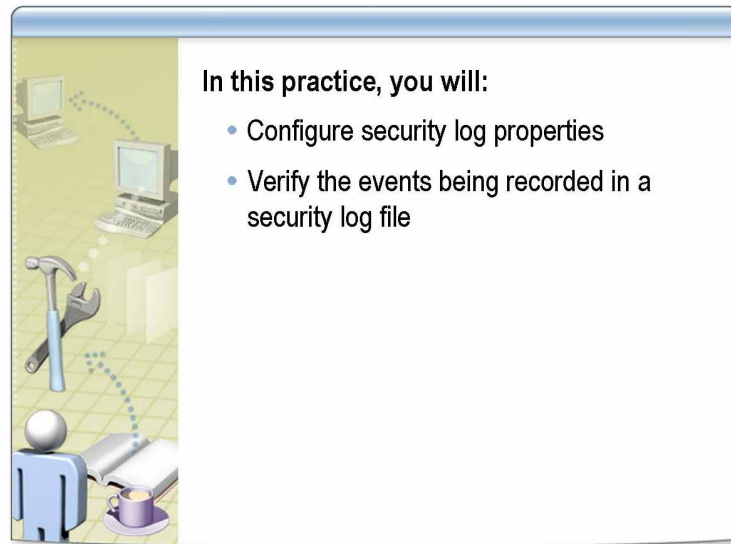 In this practice, you will:
• Configure security log properties
• Verify the events being recorded in a
security log file